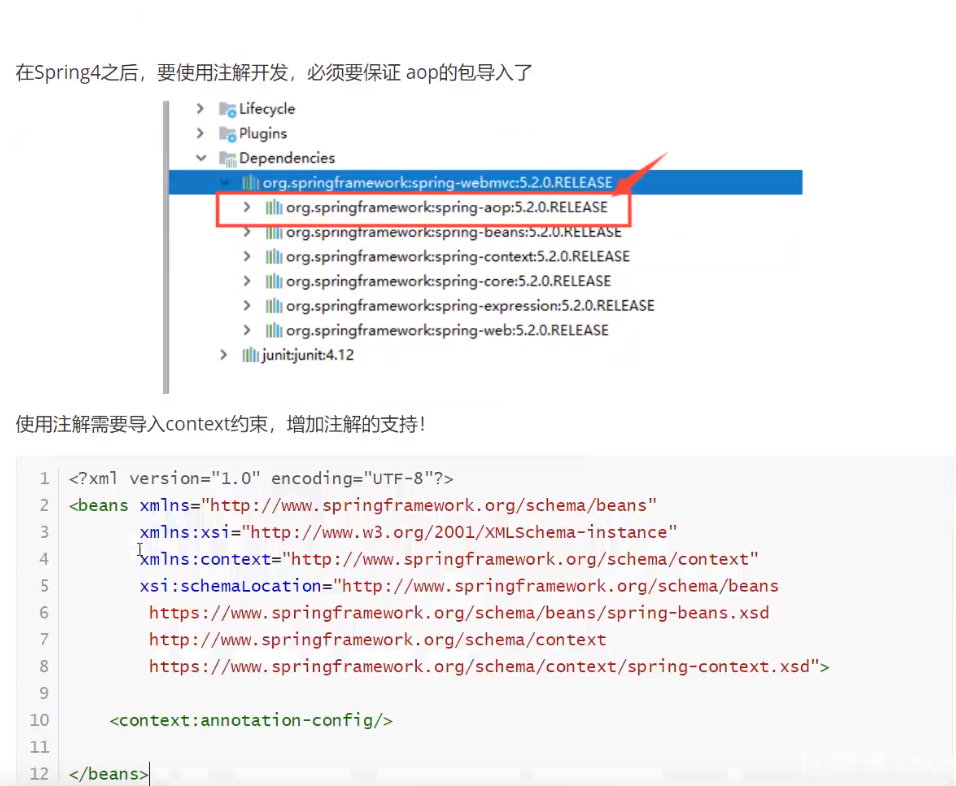 在Spring4之后，要使用注解开发，必须要保证 aop的包导入了
Lifecycle
Plugins
Dependencies
org.springframework:spring-webmvc:5.2.0.RELEASE
org.springframework:spring-aop:5.2.0.RELEASE
org.springframework:spring-beans:5.2.0.RELEASE
org.springframework:spring-context:5.2.0.RELEASE
org.springframework:spring-core:5.2.0.RELEASE
org.springframework:spring-expression:5.2.0.RELEASE
org.springframework:spring-web:5.2.0.RELEASE
junit:junit:4.12
使用注解需要导入context约束，增加注解的支持！
1 <?xml version="1.0" encoding="UTF-8"?>
2 <beans xmlns="http://www.springframework.org/schema/beans"
3 xmlns:xsi="http://www.w3.org/2001/XMLSchema-instance"
4 xmlns:context="http://www.springframework.org/schema/context"
5 xsi:schemaLocation="http://www.springframework.org/schema/beans
6 https://www.springframework.org/schema/beans/spring-beans.xsd
7 http://www.springframework.org/schema/context
8 https://www.springframework.org/schema/context/spring-context.xsd">
9
10 <context:annotation-config/>
11
12 </beans>